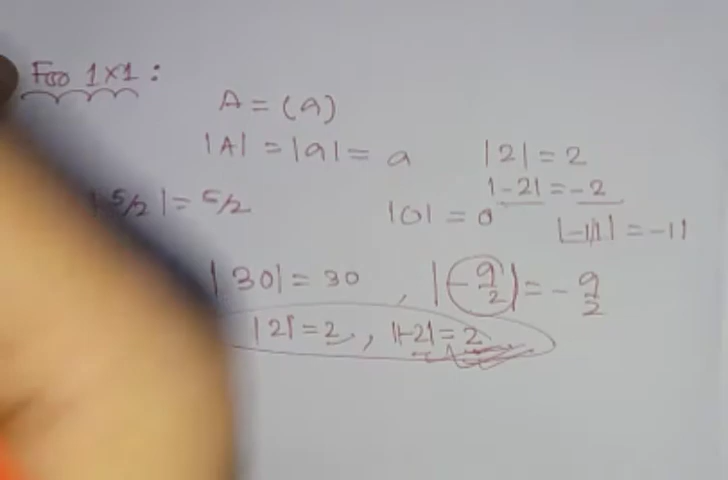 For 1×1:
A = (a)
|A| = |a| = a
|2| = 2
|-2| = -2
|5/2| = 5/2
|0| = 0
|-11| = -11
|30| = 30 , |-9/2| = -9/2
|2| = 2 , |-2| = 2